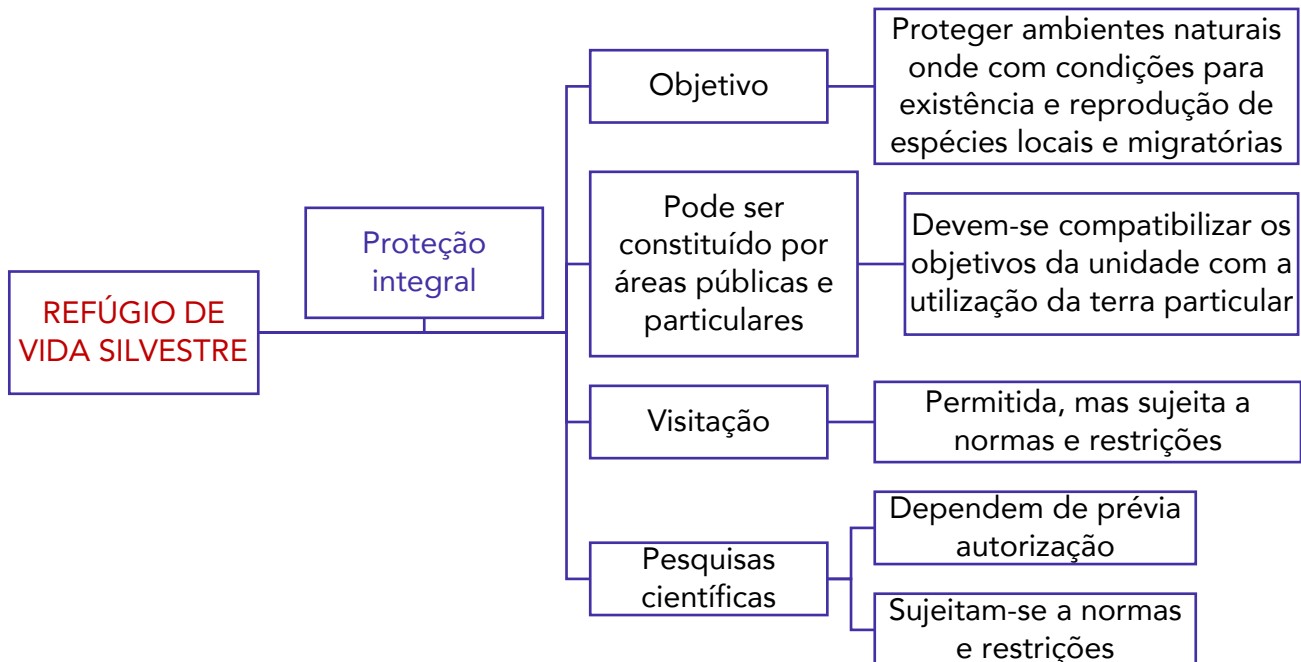 REFÚGIO DE
VIDA SILVESTRE
Proteção
integral
Objetivo
Proteger ambientes naturais
onde com condições para
existência e reprodução de
espécies locais e migratórias
Pode ser
constituído por
áreas públicas e
particulares
Devem-se compatibilizar os
objetivos da unidade com a
utilização da terra particular
Visitação
Permitida, mas sujeita a
normas e restrições
Pesquisas
científicas
Dependem de prévia
autorização
Sujeitam-se a normas
e restrições